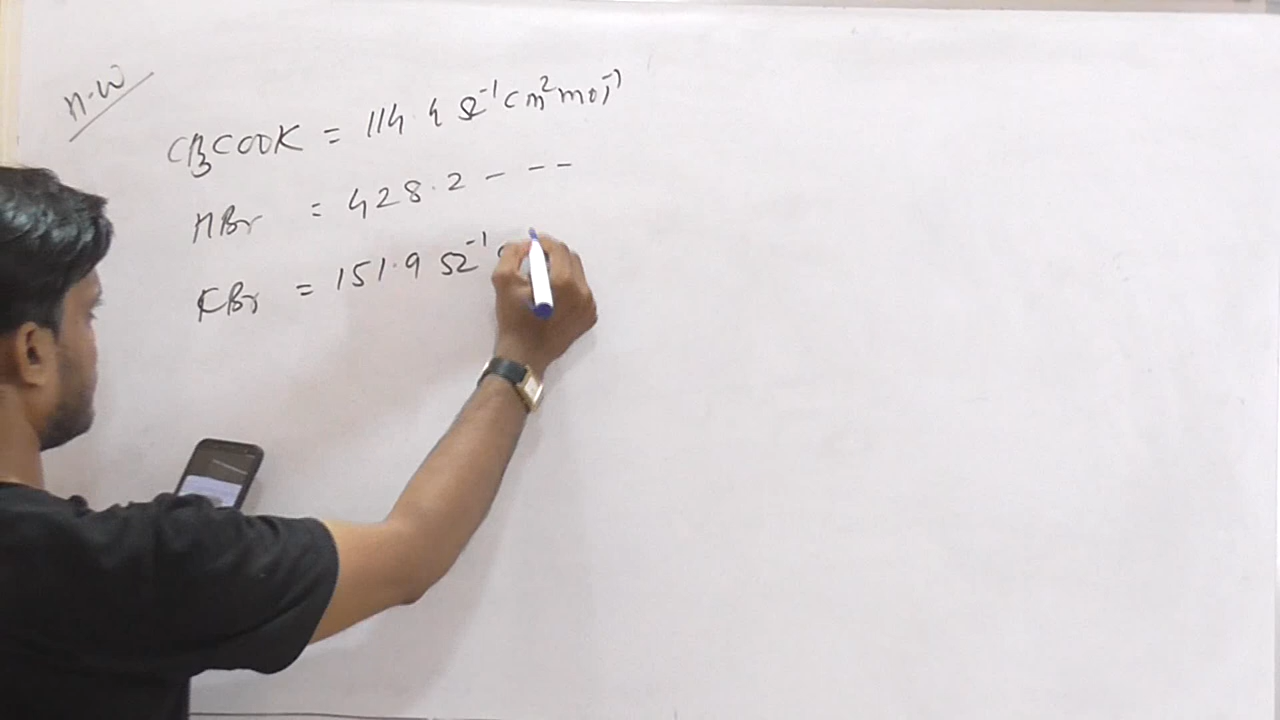 H.W
CH3COOK = 114.4 Ω⁻¹cm²mol⁻¹
HBr = 428.2 - - -
KBr = 151.9 Ω⁻¹